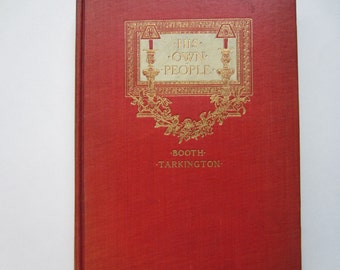 HIS
·OWN·
PEOPLE
·BOOTH·
TARKINGTON·